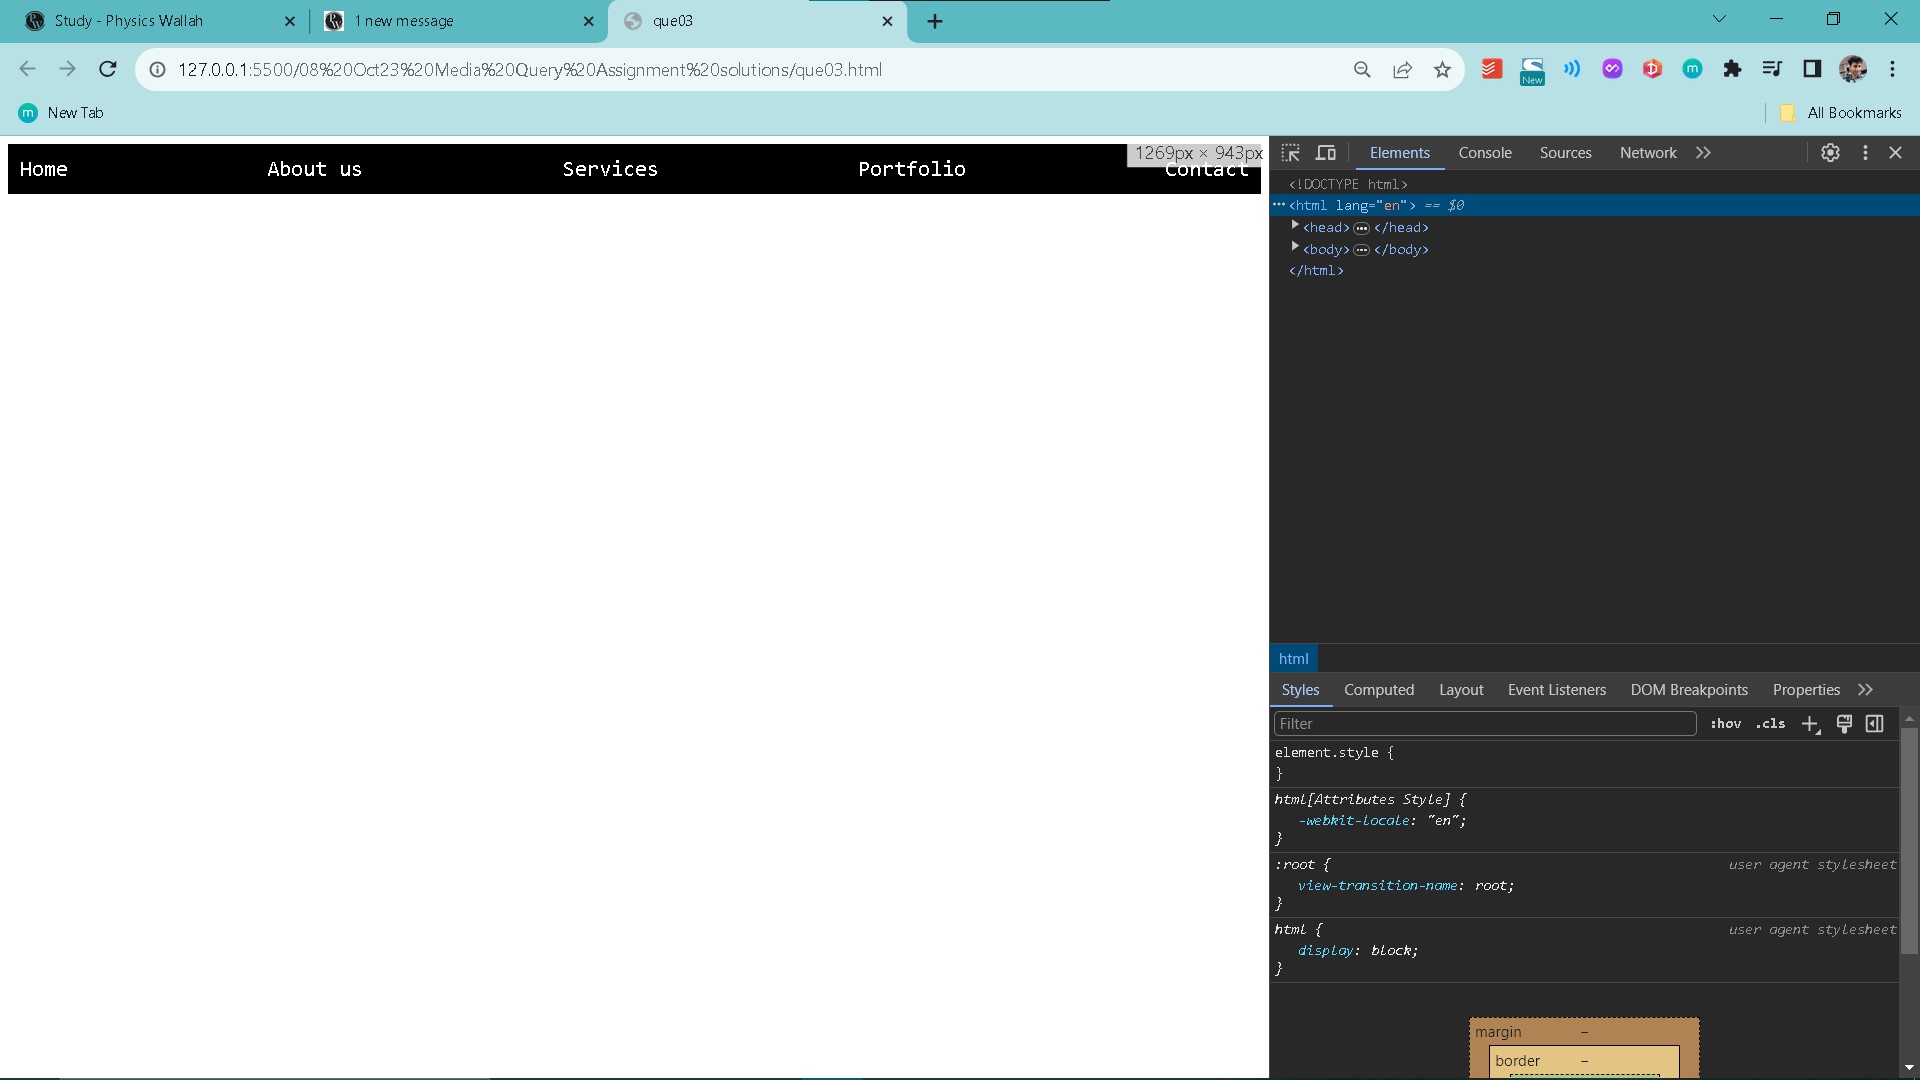 Study - Physics Wallah
1 new message
que03
127.0.0.1:5500/08%20Oct23%20Media%20Query%20Assignment%20solutions/que03.html
New
m New Tab
All Bookmarks
Home About us Services Portfolio Contact
1269px × 943px
Elements Console Sources Network
<!DOCTYPE html>
<html lang="en"> == $0
<head> ••• </head>
<body> ••• </body>
</html>
html
Styles Computed Layout Event Listeners DOM Breakpoints Properties
Filter :hov .cls
element.style {
}
html[Attributes Style] {
-webkit-locale: "en";
}
:root { user agent stylesheet
view-transition-name: root;
}
html { user agent stylesheet
display: block;
}
margin –
border –